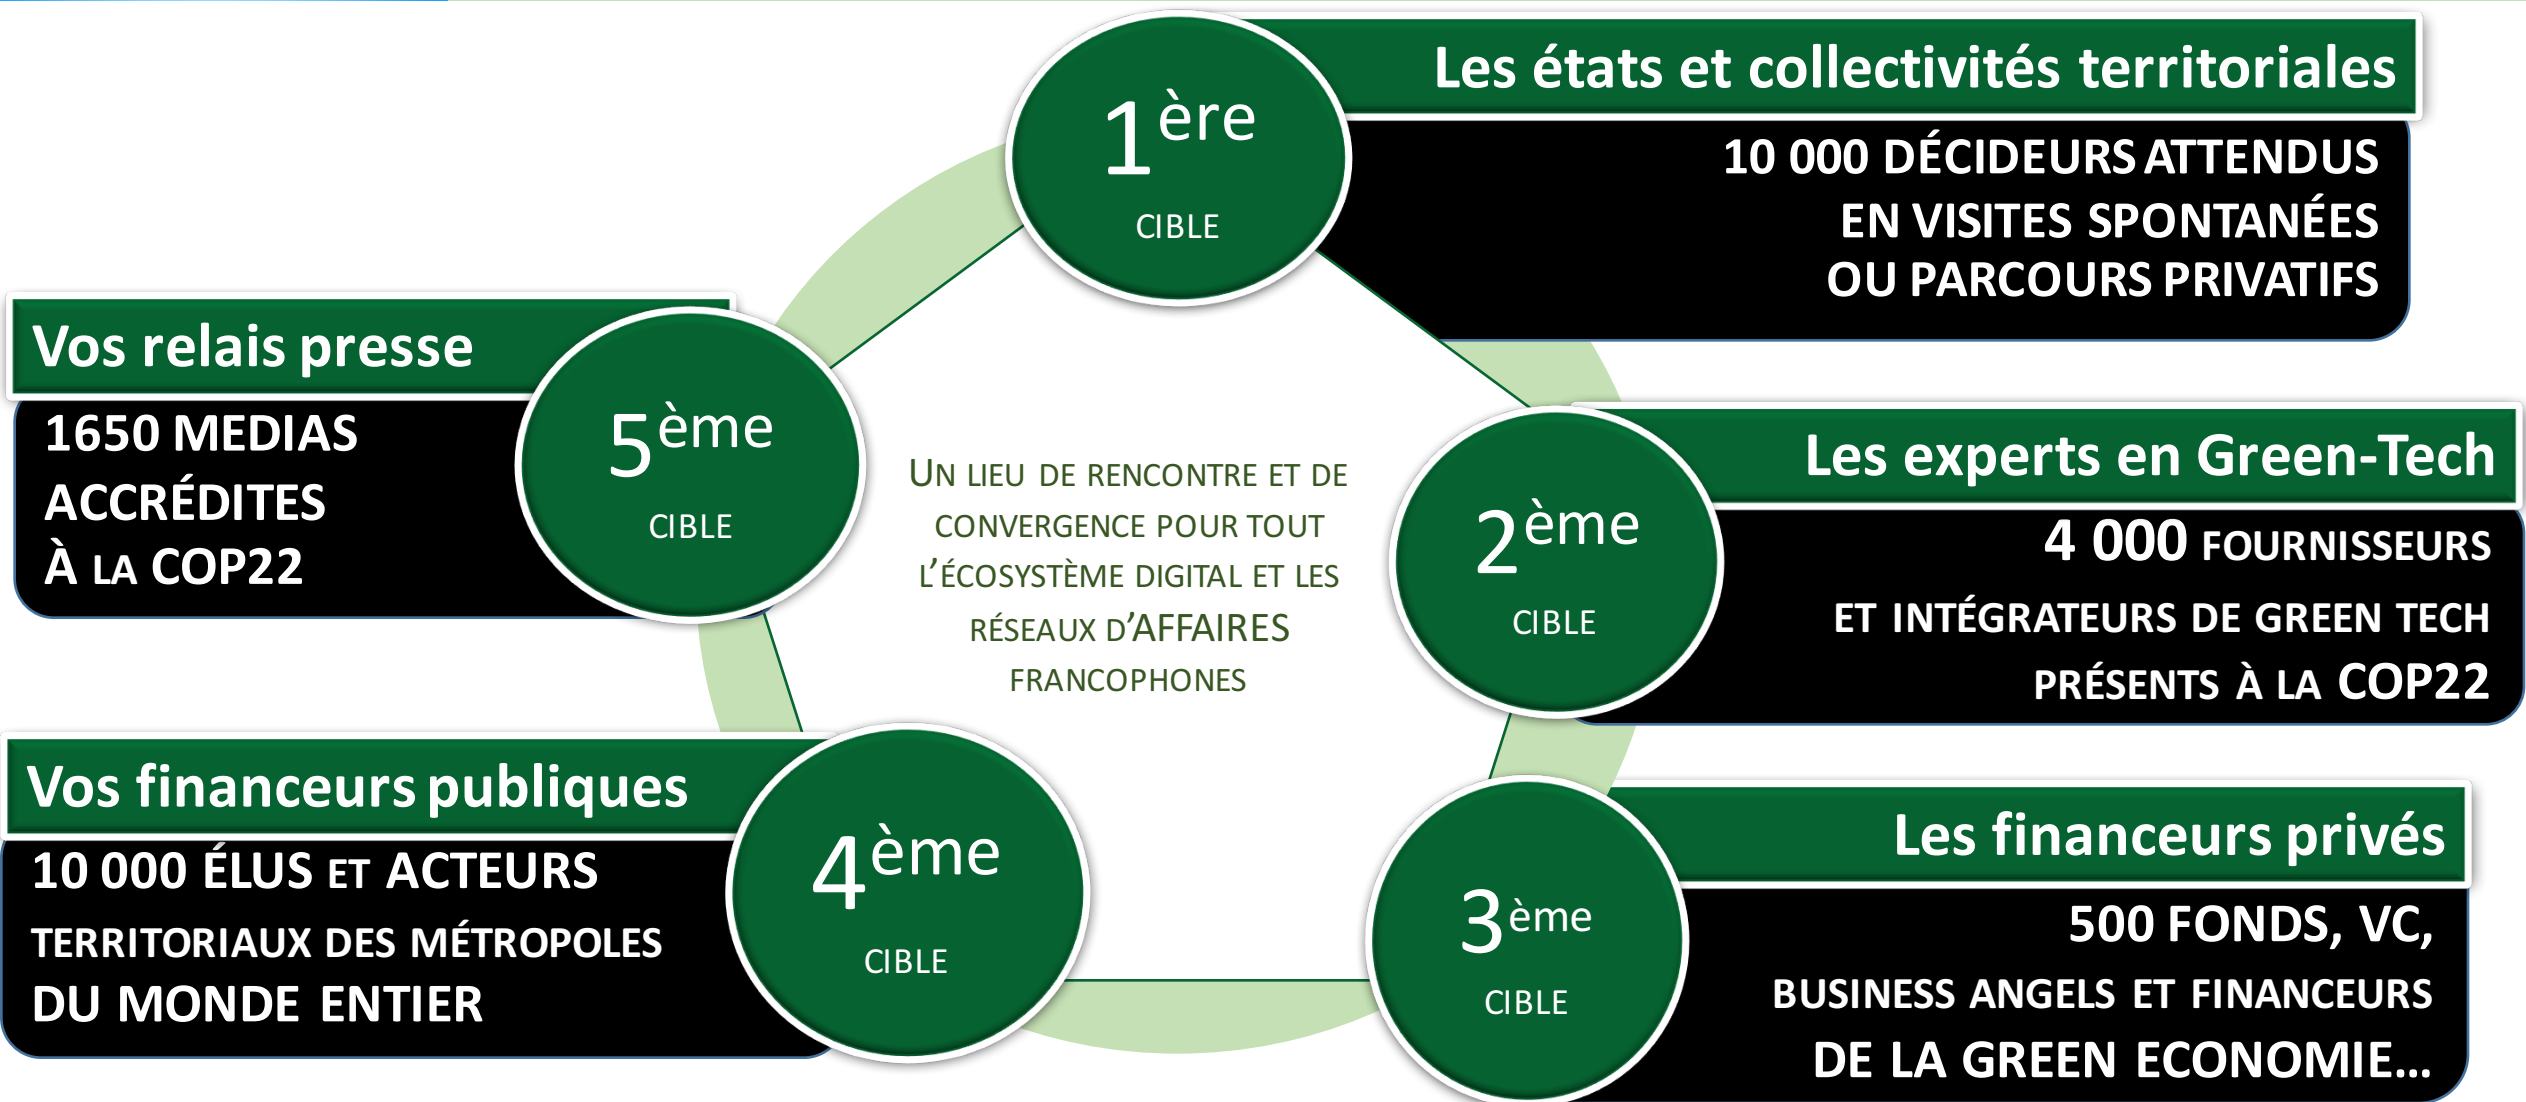 1ère
CIBLE
Les états et collectivités territoriales
10 000 DÉCIDEURS ATTENDUS
EN VISITES SPONTANÉES
OU PARCOURS PRIVATIFS
2ème
CIBLE
Les experts en Green-Tech
4 000 FOURNISSEURS
ET INTÉGRATEURS DE GREEN TECH
PRÉSENTS À LA COP22
3ème
CIBLE
Les financeurs privés
500 FONDS, VC,
BUSINESS ANGELS ET FINANCEURS
DE LA GREEN ECONOMIE...
4ème
CIBLE
Vos financeurs publiques
10 000 ÉLUS ET ACTEURS
TERRITORIAUX DES MÉTROPOLES
DU MONDE ENTIER
5ème
CIBLE
Vos relais presse
1650 MEDIAS
ACCRÉDITES
À LA COP22
UN LIEU DE RENCONTRE ET DE
CONVERGENCE POUR TOUT
L'ÉCOSYSTÈME DIGITAL ET LES
RÉSEAUX D'AFFAIRES
FRANCOPHONES